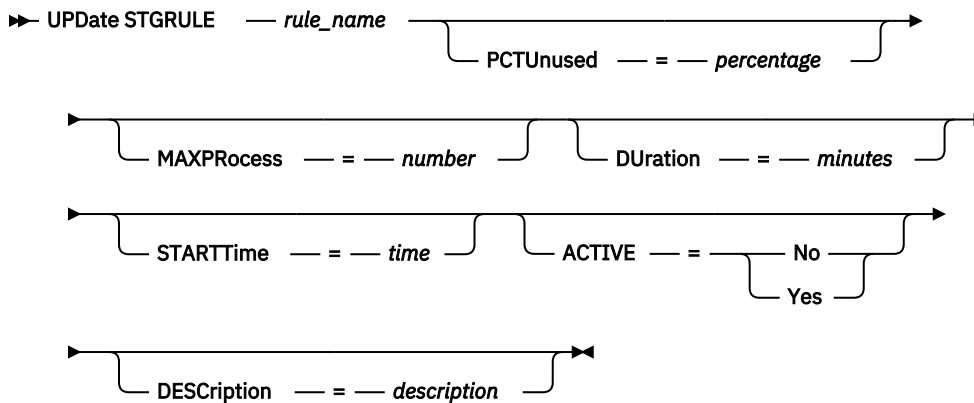 UPDate STGRULE rule_name
PCTUnused = percentage
MAXPRocess = number DUration = minutes
STARTTime = time ACTIVE = No
Yes
DESCription = description